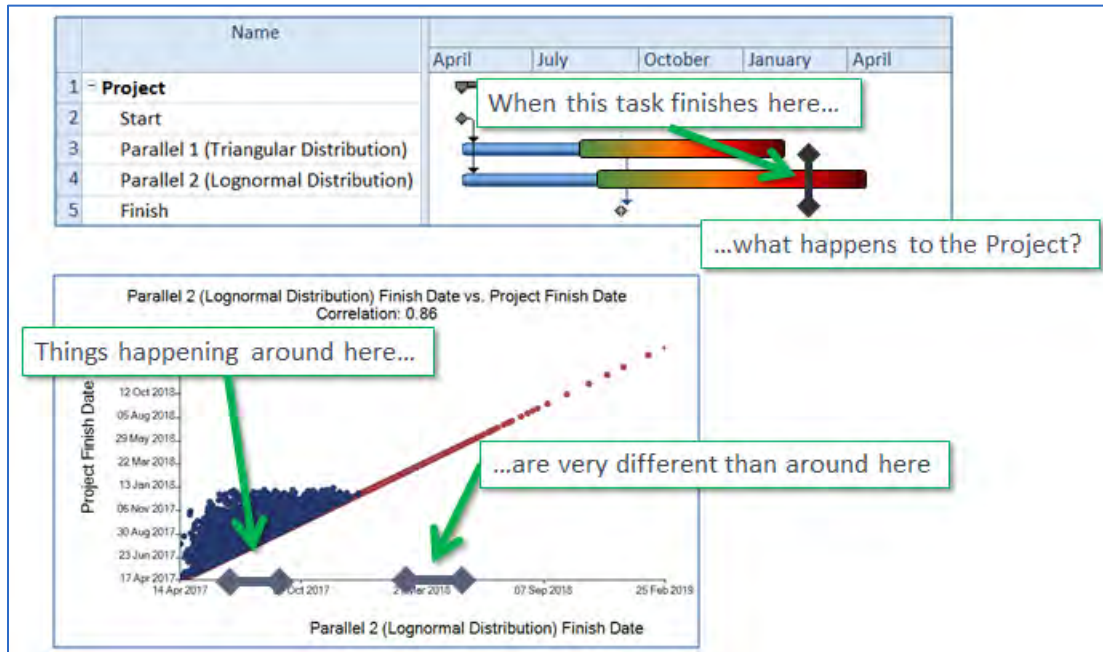 Name
April July October January April
1 Project
When this task finishes here…
2 Start
3 Parallel 1 (Triangular Distribution)
4 Parallel 2 (Lognormal Distribution)
5 Finish
…what happens to the Project?
Parallel 2 (Lognormal Distribution) Finish Date vs. Project Finish Date
Correlation: 0.86
Things happening around here…
Project Finish Date
12 Oct 2018
05 Aug 2018
29 May 2018
…are very different than around here
22 Mar 2018
13 Jan 2018
06 Nov 2017
30 Aug 2017
23 Jun 2017
17 Apr 2017
14 Apr 2017 Oct 2017 Mar 2018 07 Sep 2018 25 Feb 2019
Parallel 2 (Lognormal Distribution) Finish Date